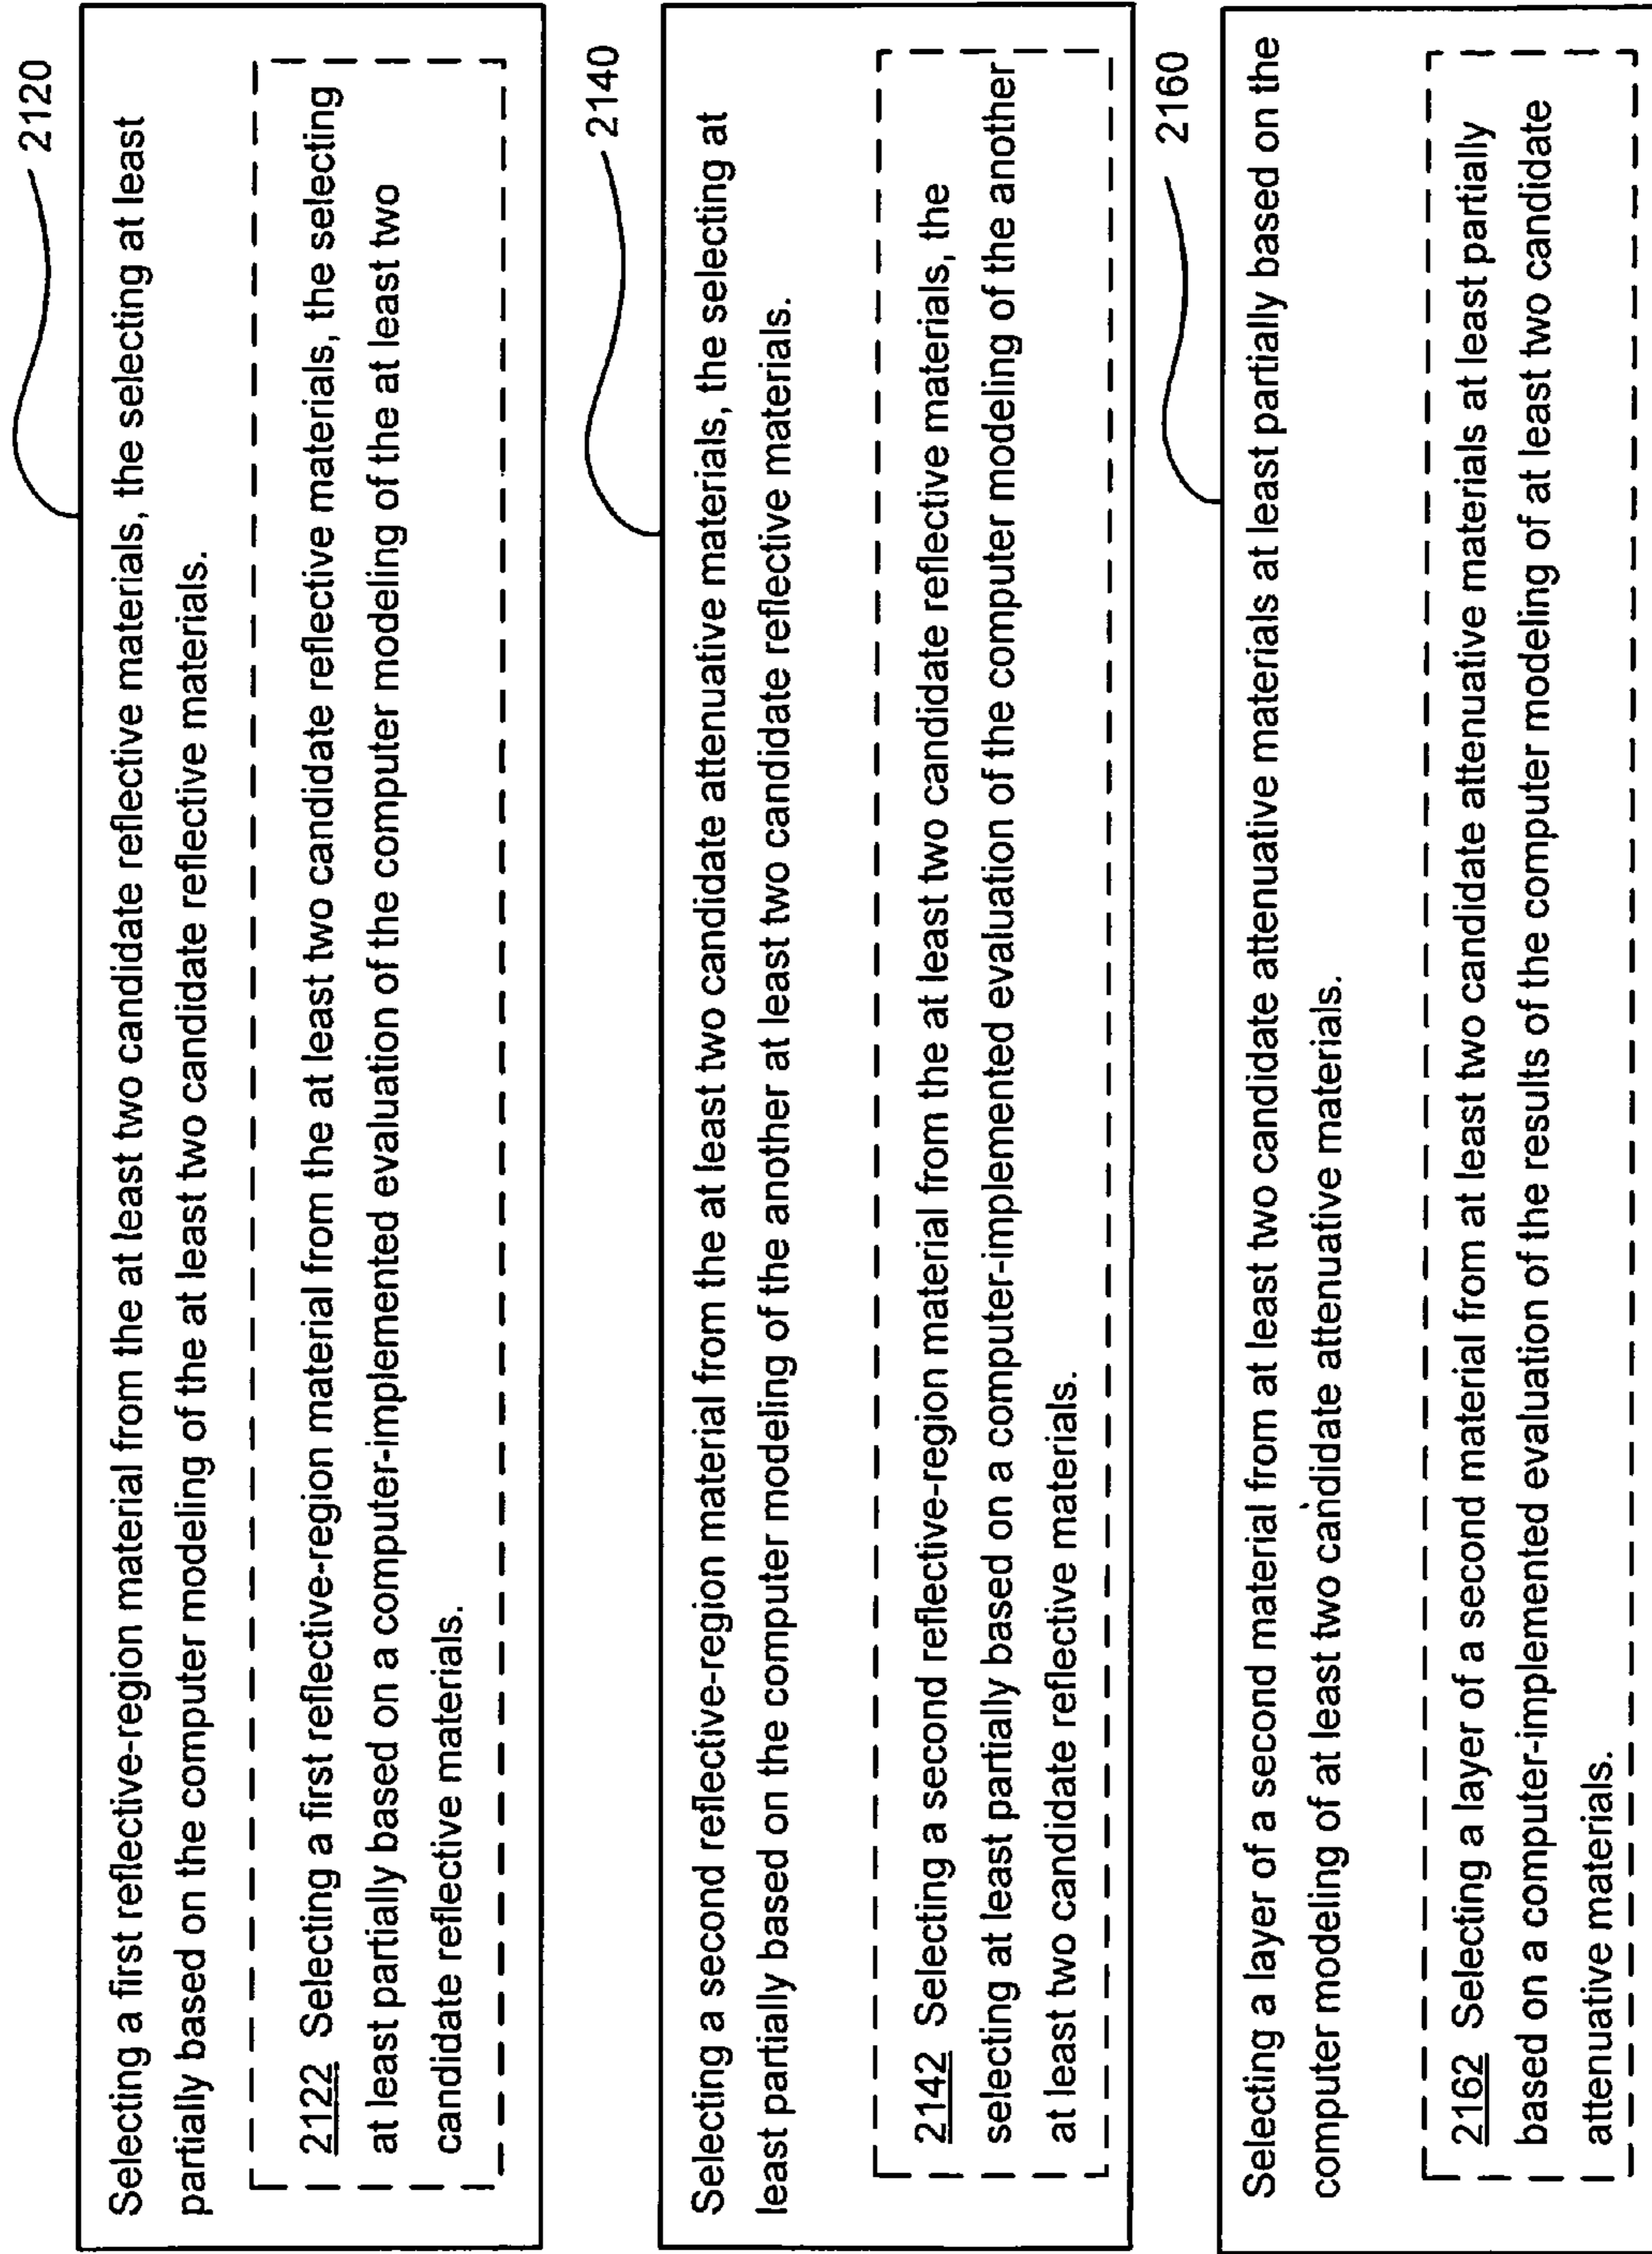 2120
Selecting a first reflective-region material from the at least two candidate reflective materials, the selecting at least
partially based on the computer modeling of the at least two candidate reflective materials.
2122 Selecting a first reflective-region material from the at least two candidate reflective materials, the selecting
at least partially based on a computer-implemented evaluation of the computer modeling of the at least two
candidate reflective materials.
2140
Selecting a second reflective-region material from the at least two candidate attenuative materials, the selecting at
least partially based on the computer modeling of the another at least two candidate reflective materials.
2142 Selecting a second reflective-region material from the at least two candidate reflective materials, the
selecting at least partially based on a computer-implemented evaluation of the computer modeling of the another
at least two candidate reflective materials.
2160
Selecting a layer of a second material from at least two candidate attenuative materials at least partially based on the
computer modeling of at least two candidate attenuative materials.
2162 Selecting a layer of a second material from at least two candidate attenuative materials at least partially
based on a computer-implemented evaluation of the results of the computer modeling of at least two candidate
attenuative materials.